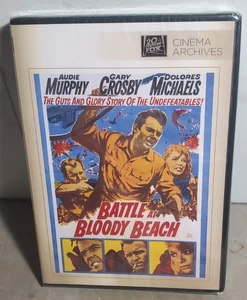 20th
FOX
CINEMA
ARCHIVES
AUDIE GARY DOLORES
MURPHY CROSBY MICHAELS
THE GUTS AND GLORY STORY OF THE UNDEFEATABLES!
BATTLE AT
BLOODY BEACH